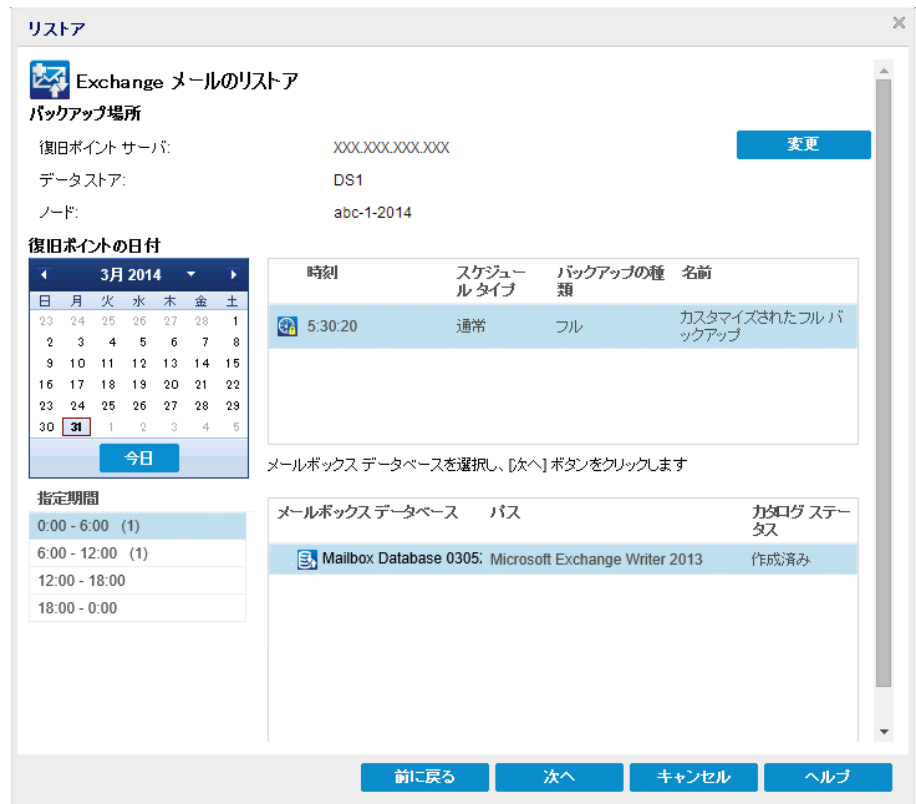 リストア
Exchange メールのリストア
バックアップ場所
復旧ポイント サーバ: XXX.XXX.XXX.XXX 変更
データ ストア: DS1
ノード: abc-1-2014
復旧ポイントの日付
3月 2014
日 月 火 水 木 金 土
23 24 25 26 27 28 1
2 3 4 5 6 7 8
9 10 11 12 13 14 15
16 17 18 19 20 21 22
23 24 25 26 27 28 29
30 31 1 2 3 4 5
今日
時刻 スケジュー
ル タイプ バックアップの種
類 名前
5:30:20 通常 フル カスタマイズされたフル バ
ックアップ
メールボックス データベースを選択し、[次へ] ボタンをクリックします
指定期間
0:00 - 6:00 (1)
6:00 - 12:00 (1)
12:00 - 18:00
18:00 - 0:00
メールボックス データベース パス カタログ ステー
タス
Mailbox Database 0305: Microsoft Exchange Writer 2013 作成済み
前に戻る 次へ キャンセル ヘルプ